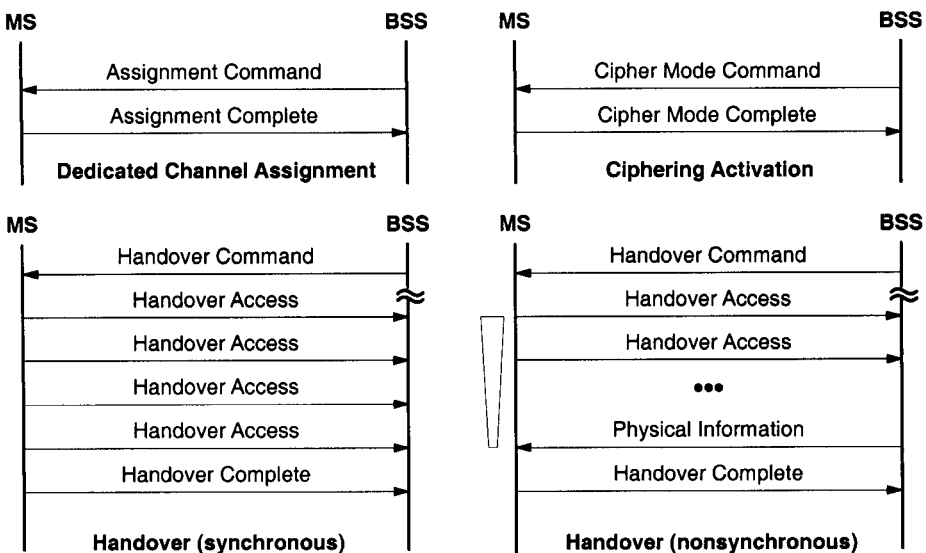 MS BSS
Assignment Command
Assignment Complete
Dedicated Channel Assignment
MS BSS
Cipher Mode Command
Cipher Mode Complete
Ciphering Activation
MS BSS
Handover Command
Handover Access
Handover Access
Handover Access
Handover Access
Handover Complete
Handover (synchronous)
MS BSS
Handover Command
Handover Access
Handover Access
•••
Physical Information
Handover Complete
Handover (nonsynchronous)